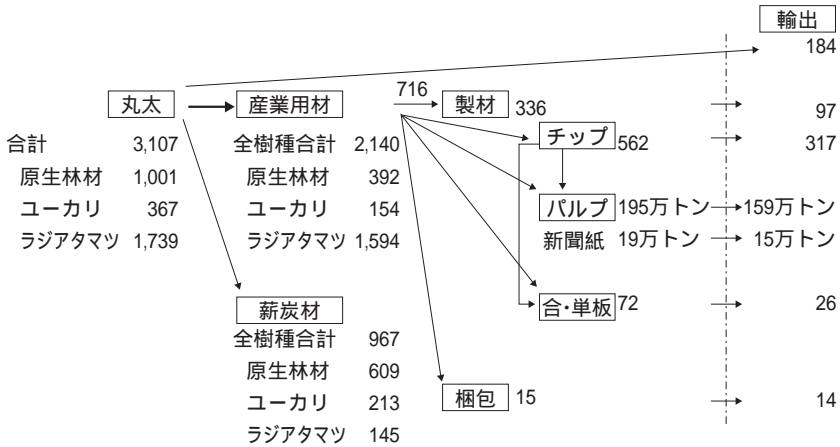 輸出
184
716
丸太 産業用材 製材 336 97
合計 3,107 全樹種合計 2,140 チップ 562 317
原生林材 1,001 原生林材 392
ユーカリ 367 ユーカリ 154 パルプ 195万トン 159万トン
ラジアタマツ 1,739 ラジアタマツ 1,594 新聞紙 19万トン 15万トン
薪炭材 合・単板 72 26
全樹種合計 967
原生林材 609
ユーカリ 213 梱包 15 14
ラジアタマツ 145